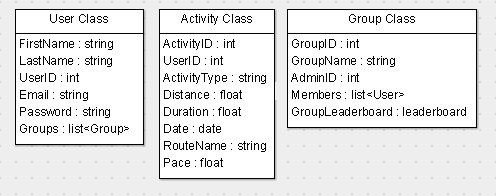 User Class
FirstName : string
LastName : string
UserID : int
Email : string
Password : string
Groups : list<Group>
Activity Class
ActivityID : int
UserID : int
ActivityType : string
Distance : float
Duration : float
Date : date
RouteName : string
Pace : float
Group Class
GroupID : int
GroupName : string
AdminID : int
Members : list<User>
GroupLeaderboard : leaderboard